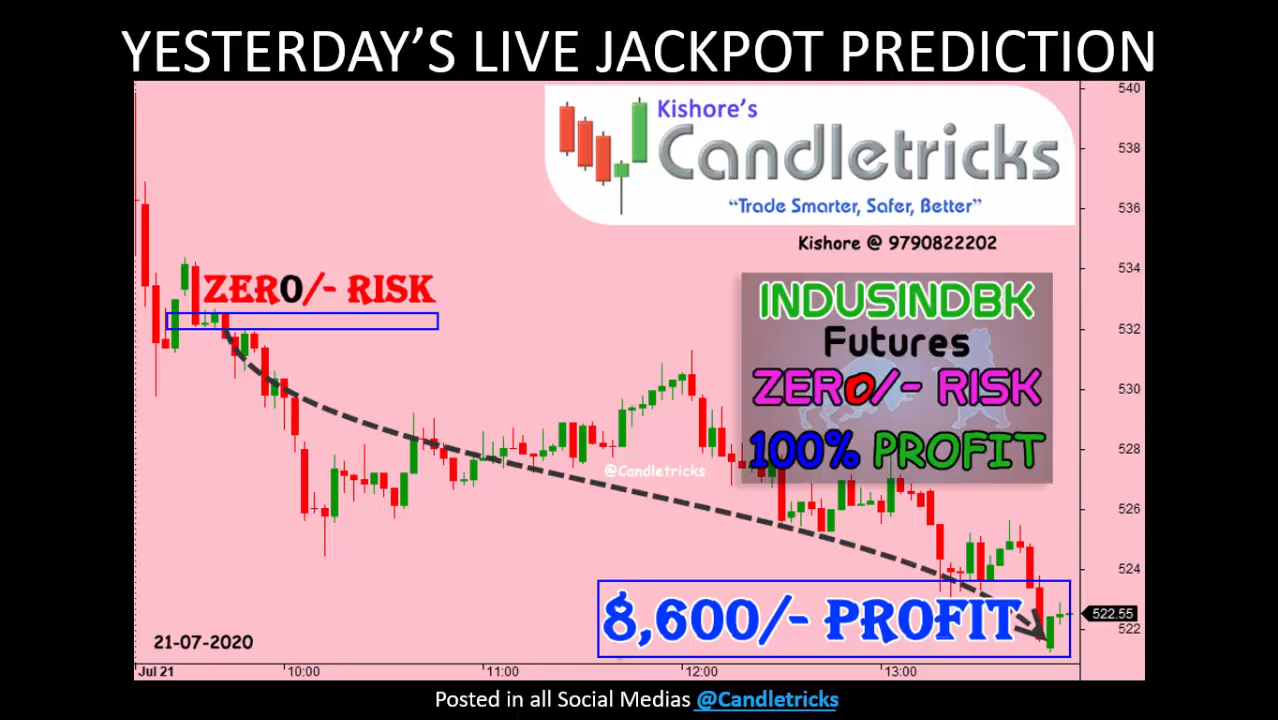 YESTERDAY’S LIVE JACKPOT PREDICTION
Kishore’s
Candletricks
“Trade Smarter, Safer, Better”
Kishore @ 9790822202
ZER0/- RISK
INDUSINDBK
Futures
ZER0/- RISK
100% PROFIT
@Candletricks
8,600/- PROFIT
21-07-2020
540
538
536
534
532
530
528
526
524
522.55
522
Jul 21 10:00 11:00 12:00 13:00
Posted in all Social Medias @Candletricks